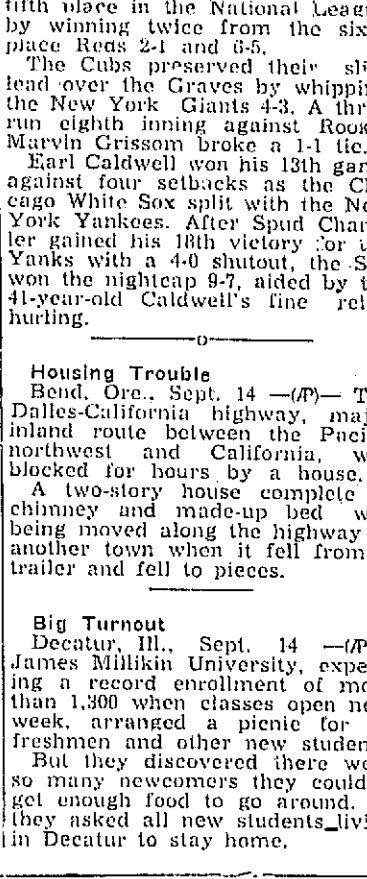 fifth place in the National Leag
by winning twice from the six
place Reds 2-1 and 6-5.
The Cubs preserved their sli
lead over the Graves by whippin
the New York Giants 4-3. A thr
run eighth inning against Rook
Marvin Grissom broke a 1-1 tie.
Earl Caldwell won his 13th gam
against four setbacks as the Ch
cago White Sox split with the Ne
York Yankees. After Spud Chan
ler gained his 18th victory for t
Yanks with a 4-0 shutout, the S
won the nightcap 9-7, aided by t
41-year-old Caldwell's fine reli
hurling.
Housing Trouble
Bend, Ore., Sept. 14 —(AP)— T
Dalles-California highway, maj
inland route between the Paci
northwest and California, w
blocked for hours by a house.
A two-story house complete
chimney and made-up bed w
being moved along the highway
another town when it fell from
trailer and fell to pieces.
Big Turnout
Decatur, Ill., Sept. 14 —(AP
James Millikin University, expe
ing a record enrollment of mo
than 1,300 when classes open ne
week, arranged a picnic for
freshmen and other new studen
But they discovered there we
so many newcomers they could
get enough food to go around.
they asked all new students livi
in Decatur to stay home.